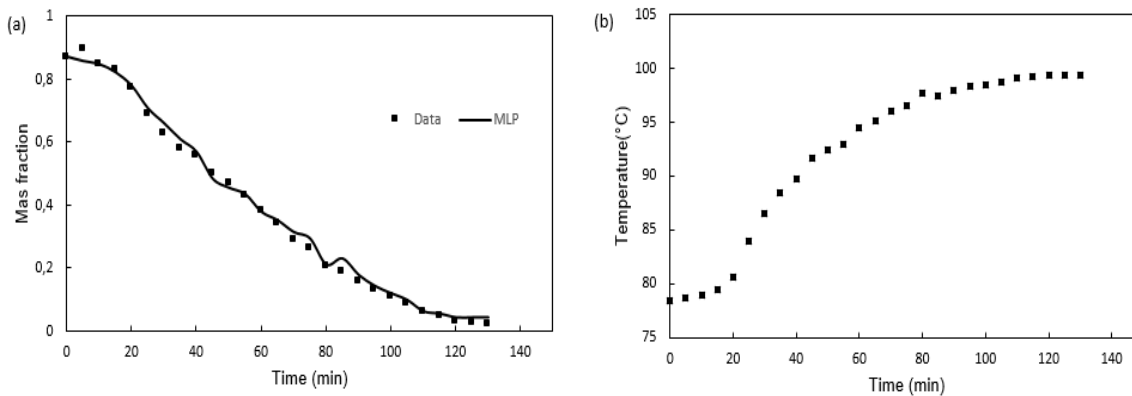 (a)
1
0,8
0,6
0,4
0,2
0
Mas fraction
Data
MLP
0 20 40 60 80 100 120 140
Time (min)
(b)
105
100
95
90
85
80
75
Temperature(°C)
0 20 40 60 80 100 120 140
Time (min)